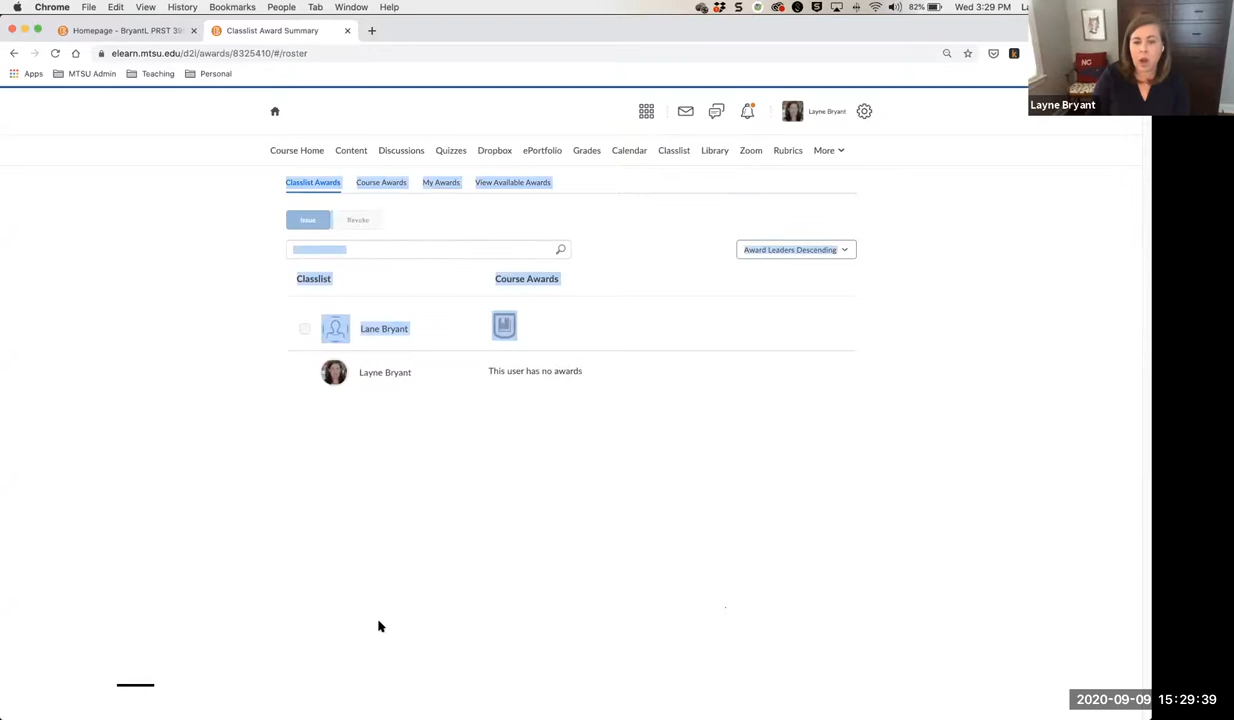 Chrome File Edit View History Bookmarks People Tab Window Help 82% Wed 3:29 PM
Homepage - BryantL PRST 39 Classlist Award Summary
elearn.mtsu.edu/d2l/awards/8325410/#/roster
Apps MTSU Admin Teaching Personal
Layne Bryant
Layne Bryant
Course Home Content Discussions Quizzes Dropbox ePortfolio Grades Calendar Classlist Library Zoom Rubrics More
Classlist Awards Course Awards My Awards View Available Awards
Issue Revoke
Award Leaders Descending
Classlist Course Awards
Lane Bryant
Layne Bryant This user has no awards
2020-09-09 15:29:39